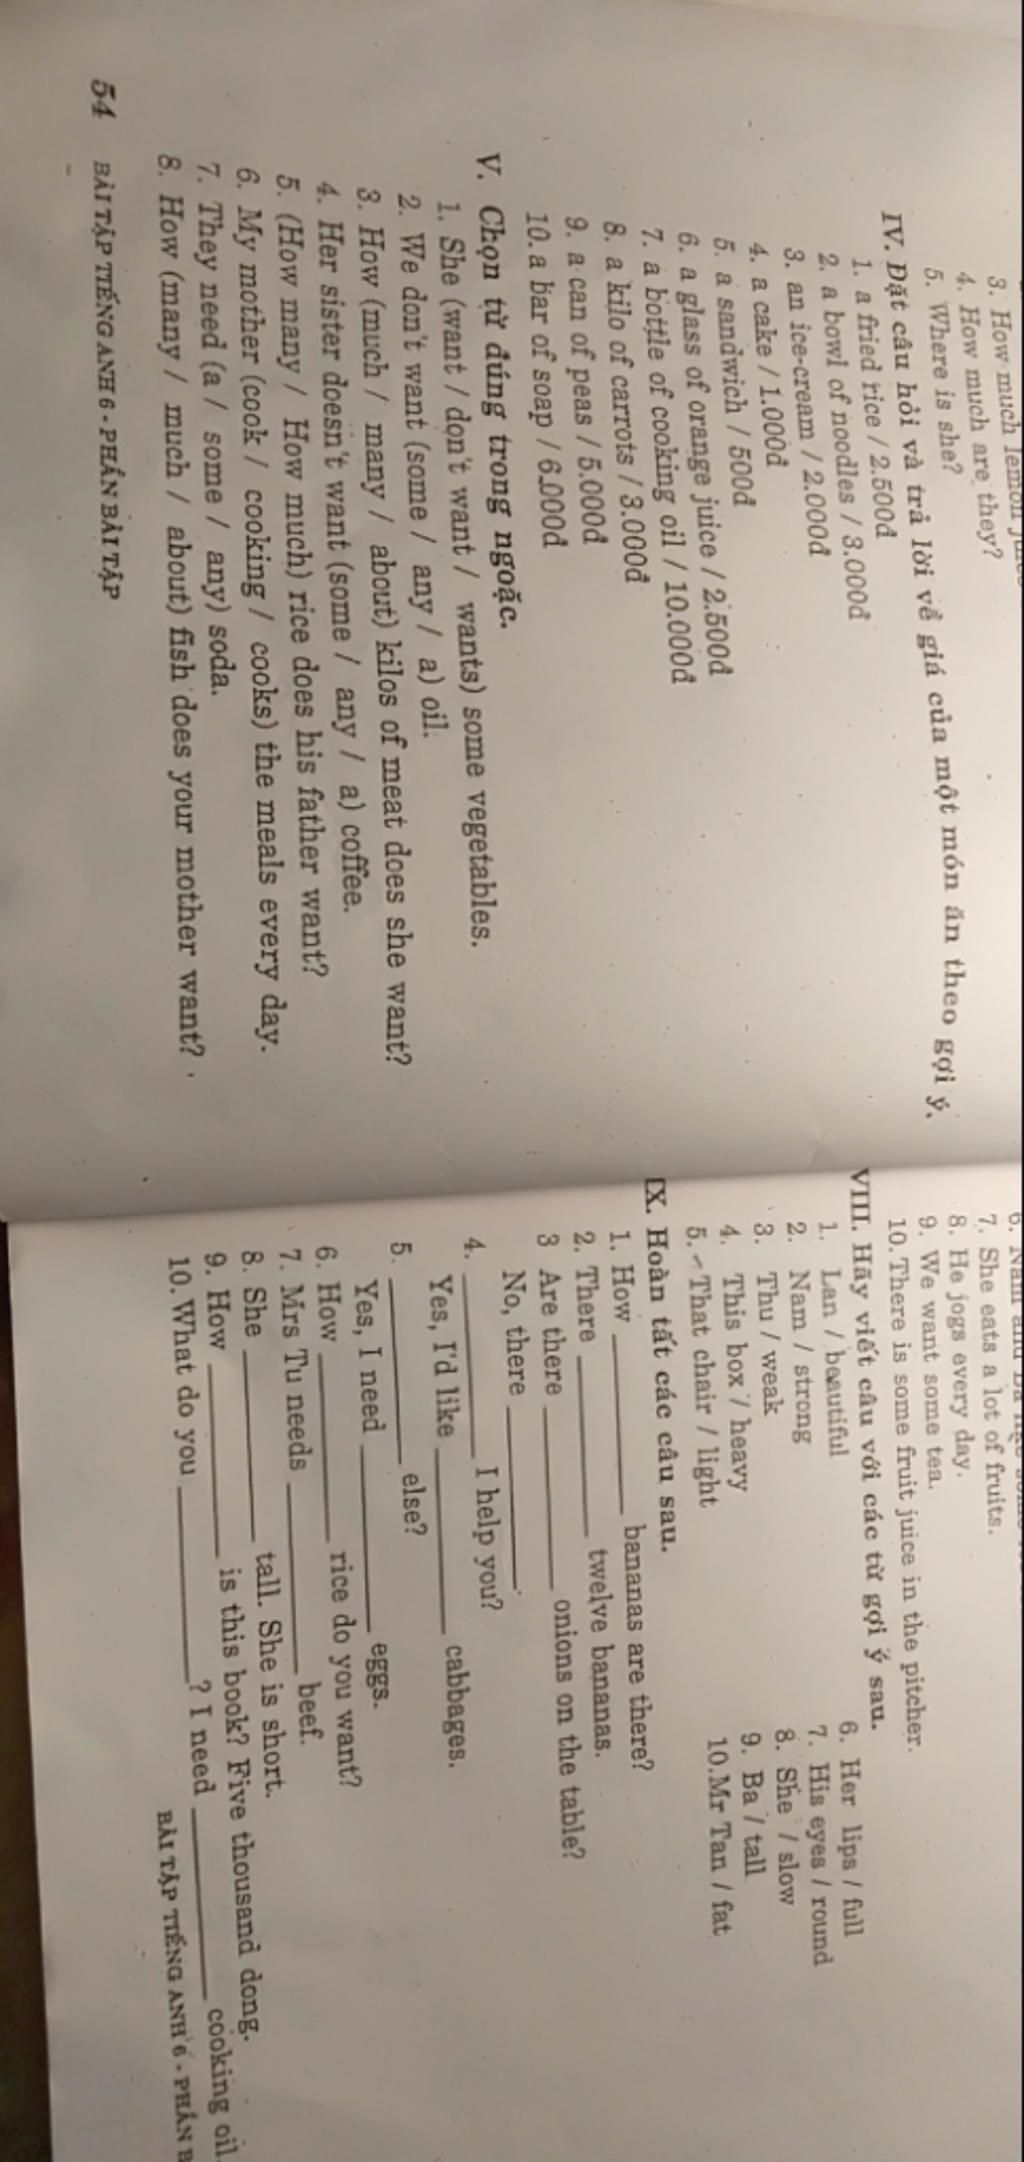 3. How much lemon
4. How much are they?
5. Where is she?
IV. Đặt câu hỏi và trả lời về giá của một món ăn theo gợi ý.
1. a fried rice / 2.500đ
2. a bowl of noodles / 3.000đ
3. an ice-cream / 2.000đ
4. a cake / 1.000đ
5. a sandwich / 500đ
6. a glass of orange juice / 2.500đ
7. a bottle of cooking oil / 10.000đ
8. a kilo of carrots / 3.000đ
9. a can of peas / 5.000đ
10. a bar of soap / 6.000đ
V. Chọn từ đúng trong ngoặc.
1. She (want / don't want / wants) some vegetables.
2. We don't want (some / any / a) oil.
3. How (much / many / about) kilos of meat does she want?
4. Her sister doesn't want (some / any / a) coffee.
5. (How many / How much) rice does his father want?
6. My mother (cook / cooking / cooks) the meals every day.
7. They need (a / some / any) soda.
8. How (many / much / about) fish does your mother want?
54 BÀI TẬP TIẾNG ANH 6 - PHẦN BÀI TẬP
7. She eats a lot of fruits.
8. He jogs every day.
9. We want some tea.
10. There is some fruit juice in the pitcher.
VIII. Hãy viết câu với các từ gợi ý sau.
1. Lan / beautiful
2. Nam / strong
3. Thu / weak
4. This box / heavy
5. That chair / light
6. Her lips / full
7. His eyes / round
8. She / slow
9. Ba / tall
10. Mr Tan / fat
IX. Hoàn tất các câu sau.
1. How ________ bananas are there?
2. There ________ twelve bananas.
3 Are there ________ onions on the table?
No, there ________.
4. ________ I help you?
Yes, I'd like ________ cabbages.
5. ________ else?
Yes, I need ________ eggs.
6. How ________ rice do you want?
7. Mrs Tu needs ________ beef.
8. She ________ tall. She is short.
9. How ________ is this book? Five thousand dong.
10. What do you ________? I need ________ cooking oil.
BÀI TẬP TIẾNG ANH 6 - PHẦN B